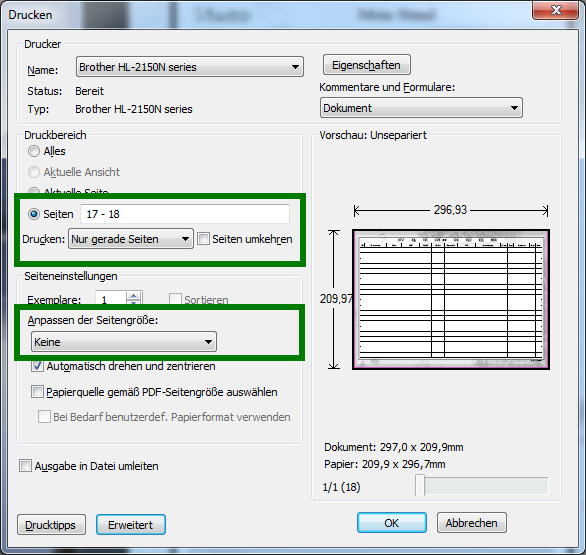 Drucken
Drucker
Name:
Brother HL-2150N series
Eigenschaften
Status:
Bereit
Kommentare und Formulare:
Typ:
Brother HL-2150N series
Dokument
Druckbereich
Vorschau: Unsepariert
Alles
Aktuelle Ansicht
Aktuelle Seite
Seiten
17 - 18
296,93
Drucken:
Nur gerade Seiten
Seiten umkehren
Seiteneinstellungen
209,97
Exemplare:
1
Sortieren
Anpassen der Seitengröße:
Keine
Automatisch drehen und zentrieren
Papierquelle gemäß PDF-Seitengröße auswählen
Bei Bedarf benutzerdef. Papierformat verwenden
Dokument: 297,0 x 209,9mm
Papier: 209,9 x 296,7mm
Ausgabe in Datei umleiten
1/1 (18)
Drucktipps
Erweitert
OK
Abbrechen